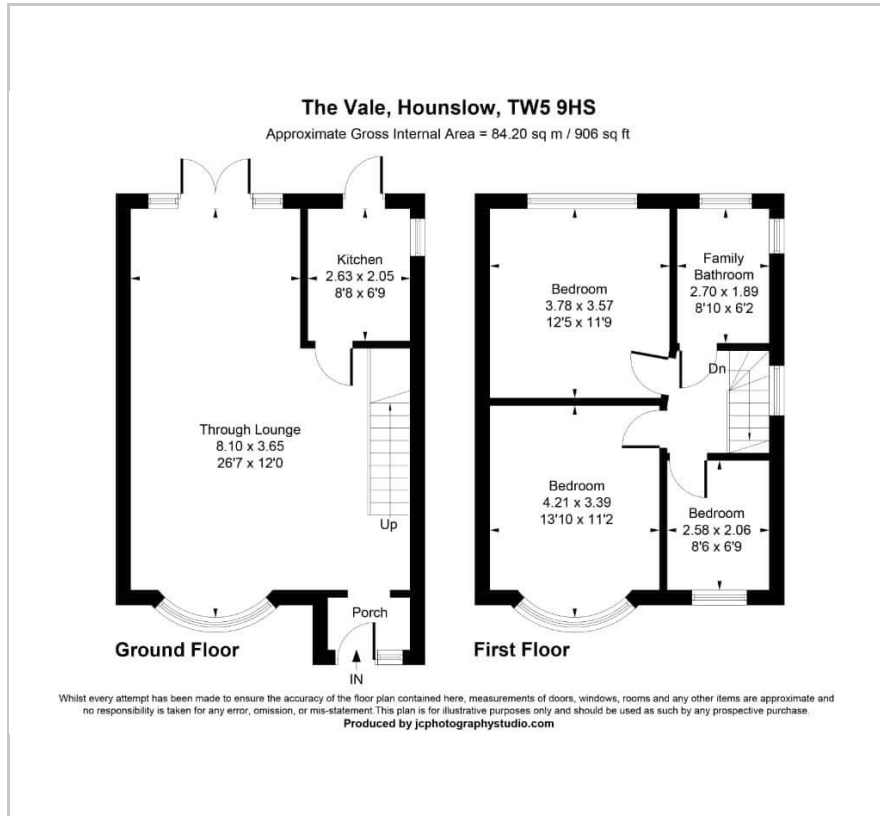 The Vale, Hounslow, TW5 9HS
Approximate Gross Internal Area = 84.20 sq m / 906 sq ft
Kitchen
2.63 x 2.05
8'8 x 6'9
Through Lounge
8.10 x 3.65
26'7 x 12'0
Up
Porch
IN
Ground Floor
Bedroom
3.78 x 3.57
12'5 x 11'9
Family
Bathroom
2.70 x 1.89
8'10 x 6'2
Dn
Bedroom
4.21 x 3.39
13'10 x 11'2
Bedroom
2.58 x 2.06
8'6 x 6'9
First Floor
Whilst every attempt has been made to ensure the accuracy of the floor plan contained here, measurements of doors, windows, rooms and any other items are approximate and
no responsibility is taken for any error, omission, or mis-statement.This plan is for illustrative purposes only and should be used as such by any prospective purchase.
Produced by jcphotographystudio.com